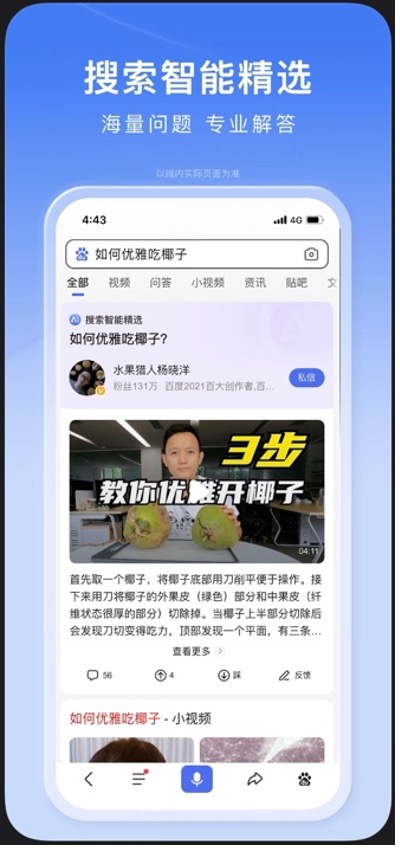 搜索智能精选
海量问题 专业解答
以端内实际页面为准
4:43
4G
如何优雅吃椰子
全部 视频 问答 小视频 资讯 贴吧
搜索智能精选
如何优雅吃椰子?
水果猎人杨晓洋
粉丝131万 百度2021百大创作者,百...
私信
3步
教你优雅开椰子
04:11
首先取一个椰子，将椰子底部用刀削平便于操作。接
下来用刀将椰子的外果皮（绿色）部分和中果皮（纤
维状态很厚的部分）切除掉。当椰子上半部分切除后
会发现刀切变得吃力，顶部发现一个平面，有三条...
查看更多
56 4 踩 反馈
如何优雅吃椰子 - 小视频